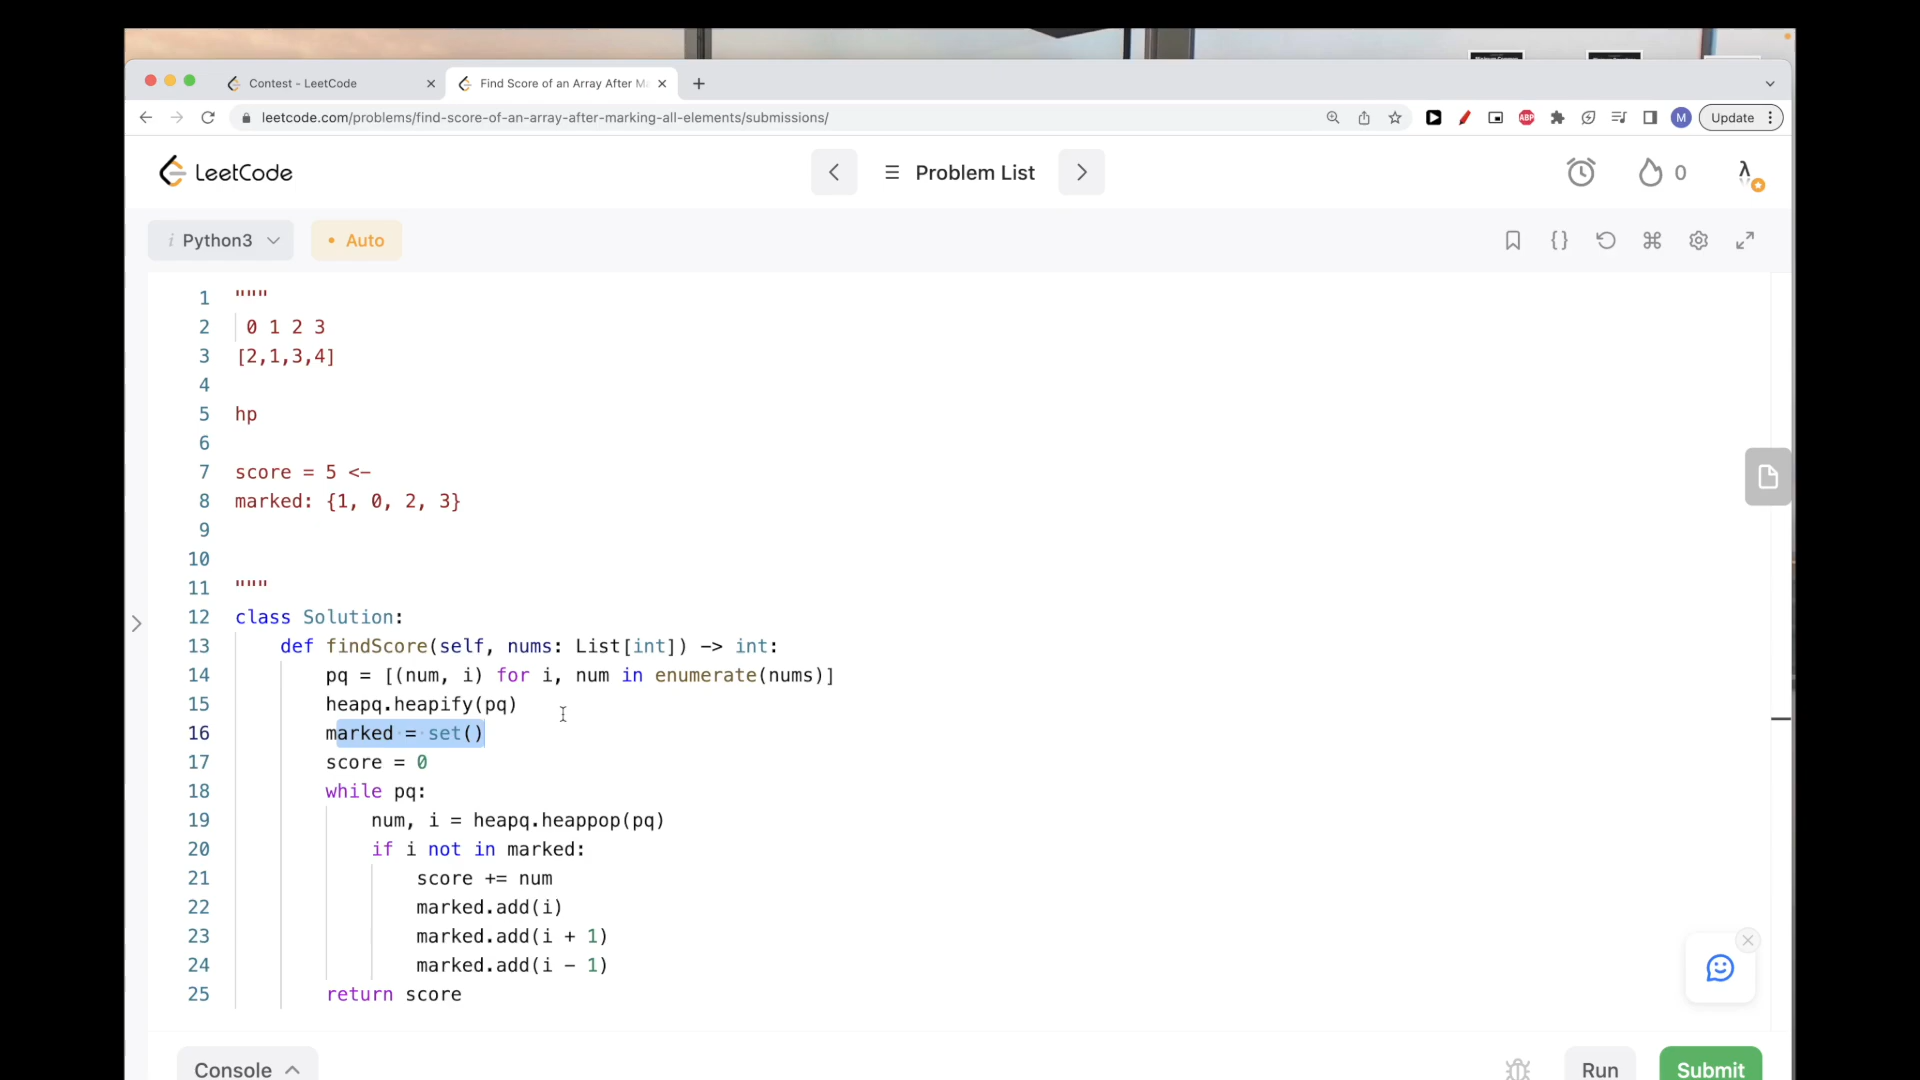 Contest - LeetCode
Find Score of an Array After M
leetcode.com/problems/find-score-of-an-array-after-marking-all-elements/submissions/
ABP
M
Update
LeetCode
Problem List
0
i Python3
• Auto
1 """
2 0 1 2 3
3 [2,1,3,4]
4
5 hp
6
7 score = 5 <-
8 marked: {1, 0, 2, 3}
9
10
11 """
12 class Solution:
13 def findScore(self, nums: List[int]) -> int:
14 pq = [(num, i) for i, num in enumerate(nums)]
15 heapq.heapify(pq)
16 marked = set()
17 score = 0
18 while pq:
19 num, i = heapq.heappop(pq)
20 if i not in marked:
21 score += num
22 marked.add(i)
23 marked.add(i + 1)
24 marked.add(i - 1)
25 return score
Console
Run
Submit